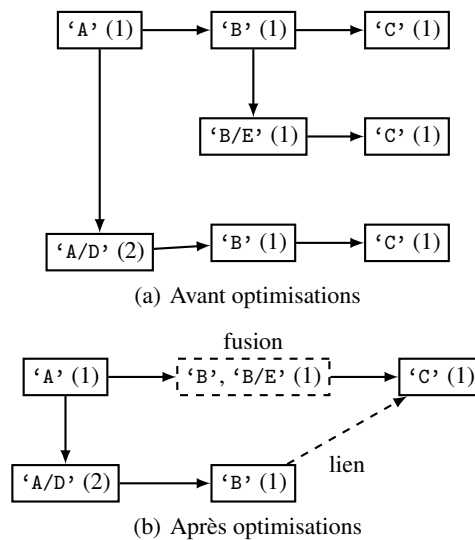 ‘A’ (1) ‘B’ (1) ‘C’ (1)
‘B/E’ (1) ‘C’ (1)
‘A/D’ (2) ‘B’ (1) ‘C’ (1)
(a) Avant optimisations
fusion
‘A’ (1) ‘B’, ‘B/E’ (1) ‘C’ (1)
lien
‘A/D’ (2) ‘B’ (1)
(b) Après optimisations